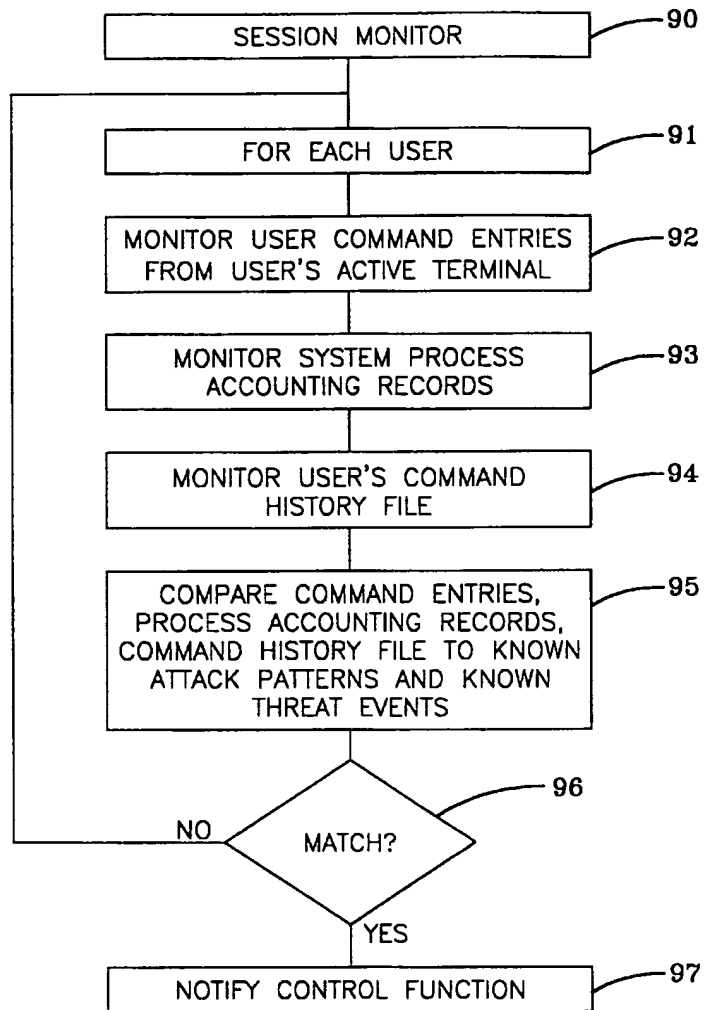 SESSION MONITOR
90
FOR EACH USER
91
MONITOR USER COMMAND ENTRIES
FROM USER'S ACTIVE TERMINAL
92
MONITOR SYSTEM PROCESS
ACCOUNTING RECORDS
93
MONITOR USER'S COMMAND
HISTORY FILE
94
COMPARE COMMAND ENTRIES,
PROCESS ACCOUNTING RECORDS,
COMMAND HISTORY FILE TO KNOWN
ATTACK PATTERNS AND KNOWN
THREAT EVENTS
95
96
NO
MATCH?
YES
NOTIFY CONTROL FUNCTION
97